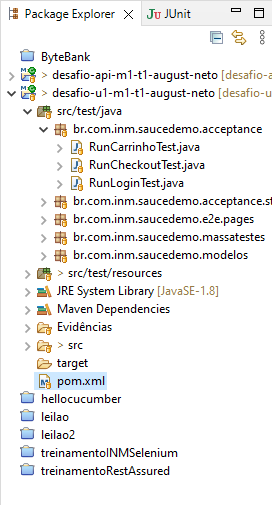 Package Explorer JUnit
ByteBank
> desafio-api-m1-t1-august-neto [desafio-a
> desafio-u1-m1-t1-august-neto [desafio-u
src/test/java
br.com.inm.saucedemo.acceptance
RunCarrinhoTest.java
RunCheckoutTest.java
RunLoginTest.java
br.com.inm.saucedemo.acceptance.st
br.com.inm.saucedemo.e2e.pages
br.com.inm.saucedemo.massatestes
br.com.inm.saucedemo.modelos
> src/test/resources
JRE System Library [JavaSE-1.8]
Maven Dependencies
Evidências
> src
target
pom.xml
hellocucumber
leilao
leilao2
treinamentoINMSelenium
treinamentoRestAssured